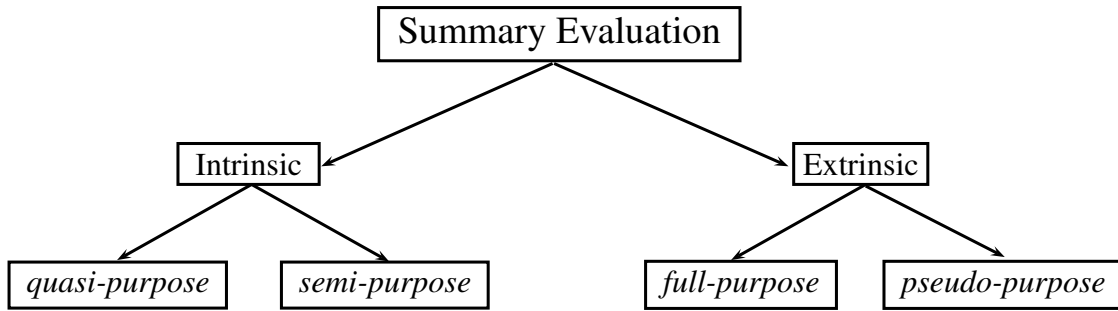 Summary Evaluation
Intrinsic
Extrinsic
quasi-purpose
semi-purpose
full-purpose
pseudo-purpose